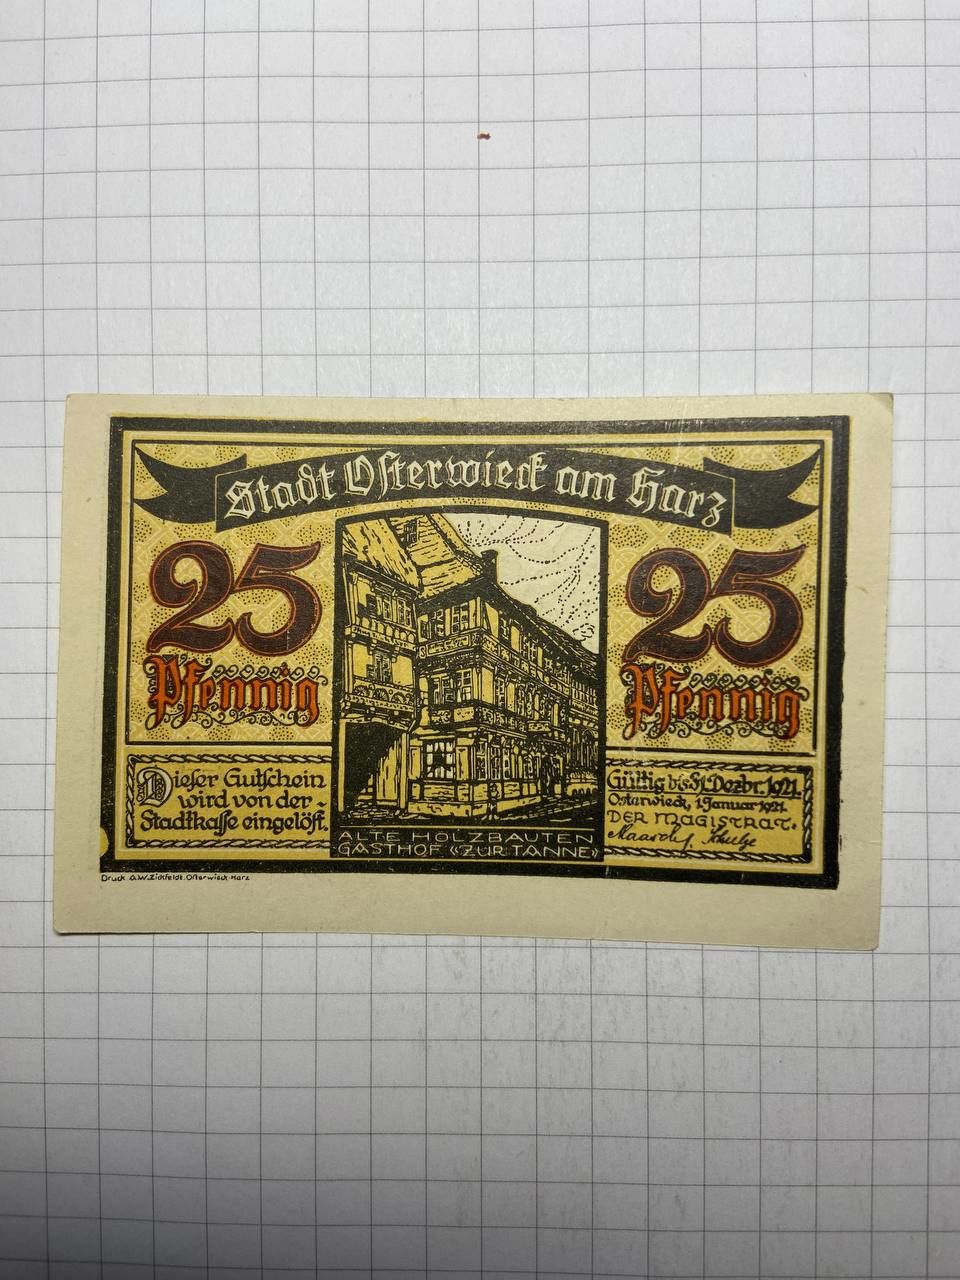 Stadt Osterwieck am Harz
25
Pfennig
25
Pfennig
Dieser Gutschein
wird von der
Stadtkasse eingelöst.
ALTE HOLZBAUTEN
GASTHOF «ZUR TANNE»
Gültig bis 31. Dezbr. 1921.
Osterwieck, 1. Januar 1921.
DER MAGISTRAT.
Schulze
Druck A.W. Zickfeldt. Osterwieck-Harz